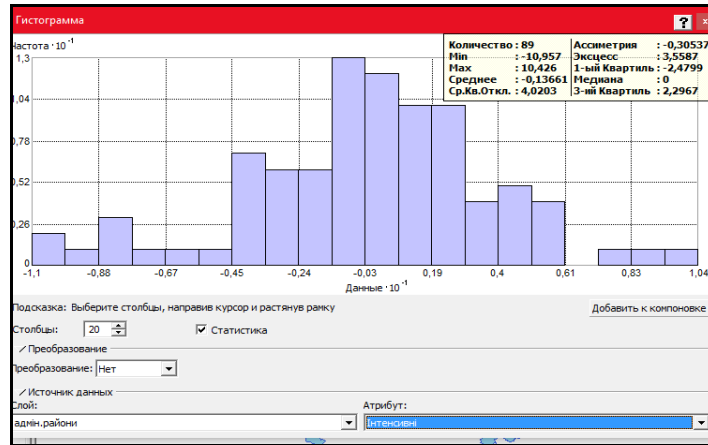 Гистограмма
?
×
Частота · 10⁻¹
Количество : 89 Ассиметрия : -0,30537
Min : -10,957 Эксцесс : 3,5587
Max : 10,426 1-ый Квартиль : -2,4799
Среднее : -0,13661 Медиана : 0
Ср.Кв.Откл. : 4,0203 3-ий Квартиль : 2,2967
1,3
1,04
0,78
0,52
0,26
0
-1,1 -0,88 -0,67 -0,45 -0,24 -0,03 0,19 0,4 0,61 0,83 1,04
Данные · 10⁻¹
Подсказка: Выберите столбцы, направив курсор и растянув рамку
Добавить к компоновке
Столбцы: 20 Статистика
Преобразование
Преобразование: Нет
Источник данных
Слой: Атрибут:
адмін.райони Інтенсивні